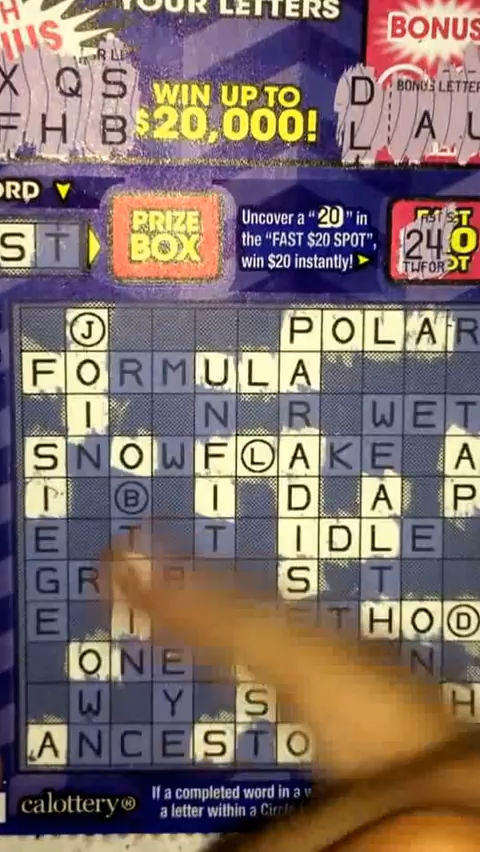 YOUR LETTERS
BONUS
X Q S
F H B
WIN UP TO
$20,000!
D
L
BONUS LETTER
A U
ORD
S T
PRIZE
BOX
Uncover a "20" in
the "FAST $20 SPOT",
win $20 instantly!
24
TWFOR
J POLAR
FORMULA
I N R WET
SNOWFLAKE A
I B I D A P
E T T IDLE
G R S T
E I THOD
ONE N
W Y S H
ANCESTO
calottery®
If a completed word in a
a letter within a